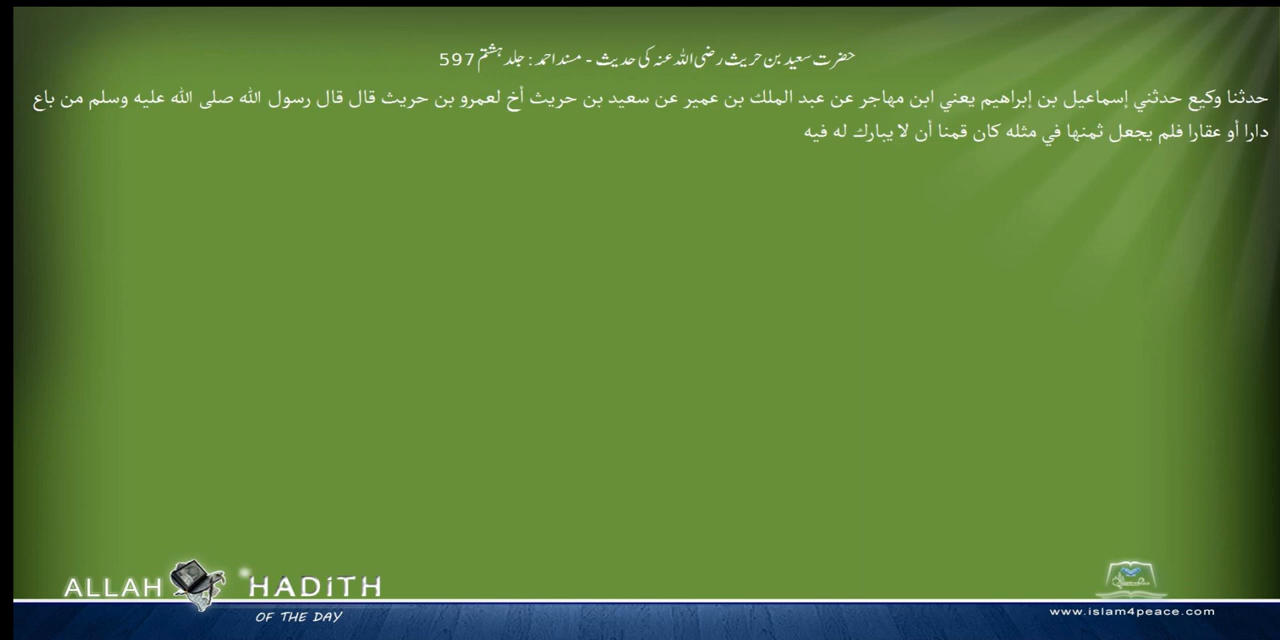 حضرت سعید بن حریث رضی اللہ عنہ کی حدیث - مسند احمد : جلد ہشتم 597
حدثنا وكيع حدثني إسماعيل بن إبراهيم يعني ابن مهاجر عن عبد الملك بن عمير عن سعيد بن حريث أخ لعمرو بن حريث قال قال رسول الله صلى الله عليه وسلم من باع
دارا أو عقارا فلم يجعل ثمنها في مثله كان قمنا أن لا يبارك له فيه
ALLAH HADITH
OF THE DAY
www.islam4peace.com